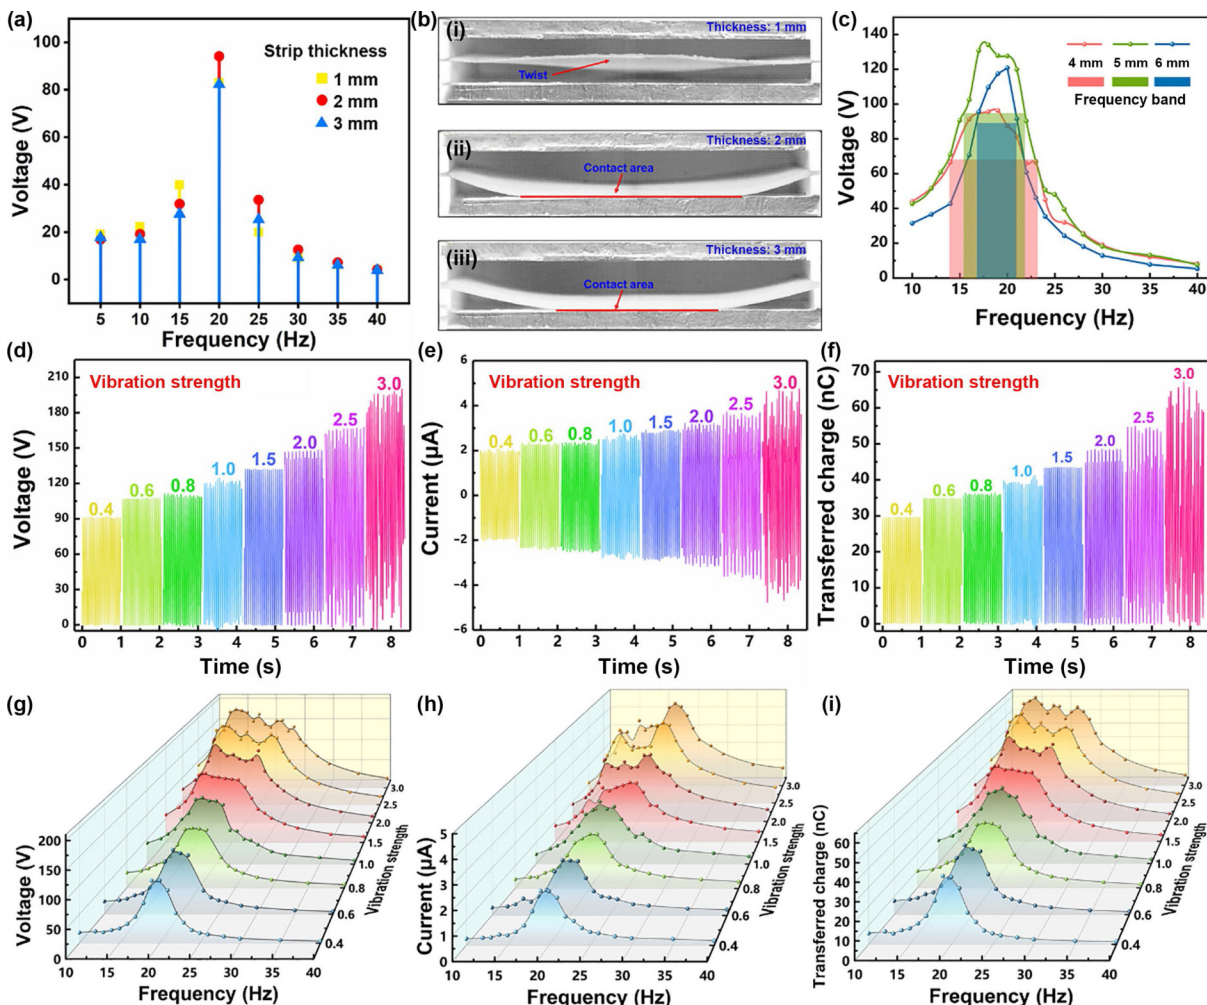 (a)
100
80
60
40
20
0
Voltage (V)
Strip thickness
1 mm
2 mm
3 mm
5 10 15 20 25 30 35 40
Frequency (Hz)
(b)
(i)
Thickness: 1 mm
Twist
(ii)
Thickness: 2 mm
Contact area
(iii)
Thickness: 3 mm
Contact area
(c)
140
120
100
80
60
40
20
0
Voltage (V)
4 mm 5 mm 6 mm
Frequency band
10 15 20 25 30 35 40
Frequency (Hz)
(d)
210
180
150
120
90
60
30
0
Voltage (V)
Vibration strength
0.4 0.6 0.8 1.0 1.5 2.0 2.5 3.0
0 1 2 3 4 5 6 7 8
Time (s)
(e)
6
4
2
0
−2
−4
−6
Current (μA)
Vibration strength
0.4 0.6 0.8 1.0 1.5 2.0 2.5 3.0
0 1 2 3 4 5 6 7 8
Time (s)
(f)
70
60
50
40
30
20
10
0
Transferred charge (nC)
Vibration strength
0.4 0.6 0.8 1.0 1.5 2.0 2.5 3.0
0 1 2 3 4 5 6 7 8
Time (s)
(g)
200
150
100
50
0
Voltage (V)
10 15 20 25 30 35 40
Frequency (Hz)
0.4 0.6 0.8 1.0 1.5 2.0 2.5 3.0
Vibration strength
(h)
5
4
3
2
1
0
Current (μA)
10 15 20 25 30 35 40
Frequency (Hz)
0.4 0.6 0.8 1.0 1.5 2.0 2.5 3.0
Vibration strength
(i)
60
50
40
30
20
10
0
Transferred charge (nC)
10 15 20 25 30 35 40
Frequency (Hz)
0.4 0.6 0.8 1.0 1.5 2.0 2.5 3.0
Vibration strength